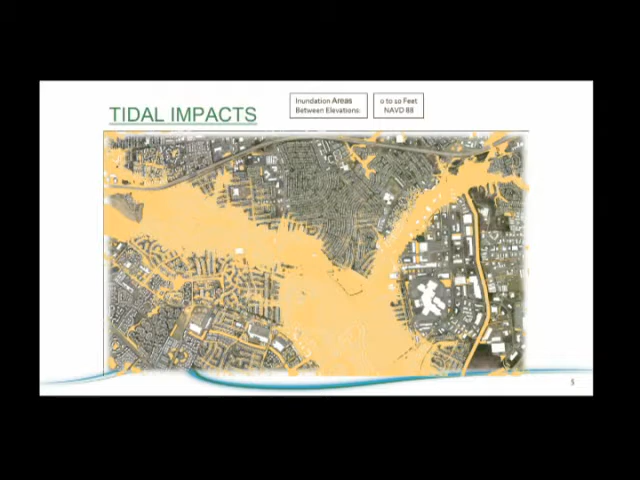 TIDAL IMPACTS
Inundation Areas
Between Elevations:
0 to 10 Feet
NAVD 88
5